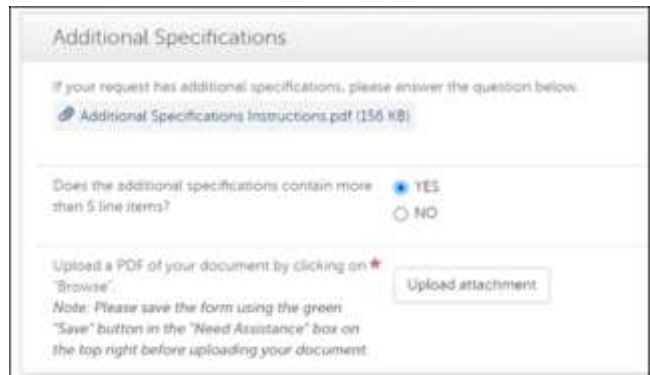 Additional Specifications
If your request has additional specifications, please answer the question below.
Additional Specifications Instructions.pdf (156 KB)
Does the additional specifications contain more
than 5 line items?
YES
NO
Upload a PDF of your document by clicking on *
"Browse".
Note: Please save the form using the green
"Save" button in the "Need Assistance" box on
the top right before uploading your document.
Upload attachment